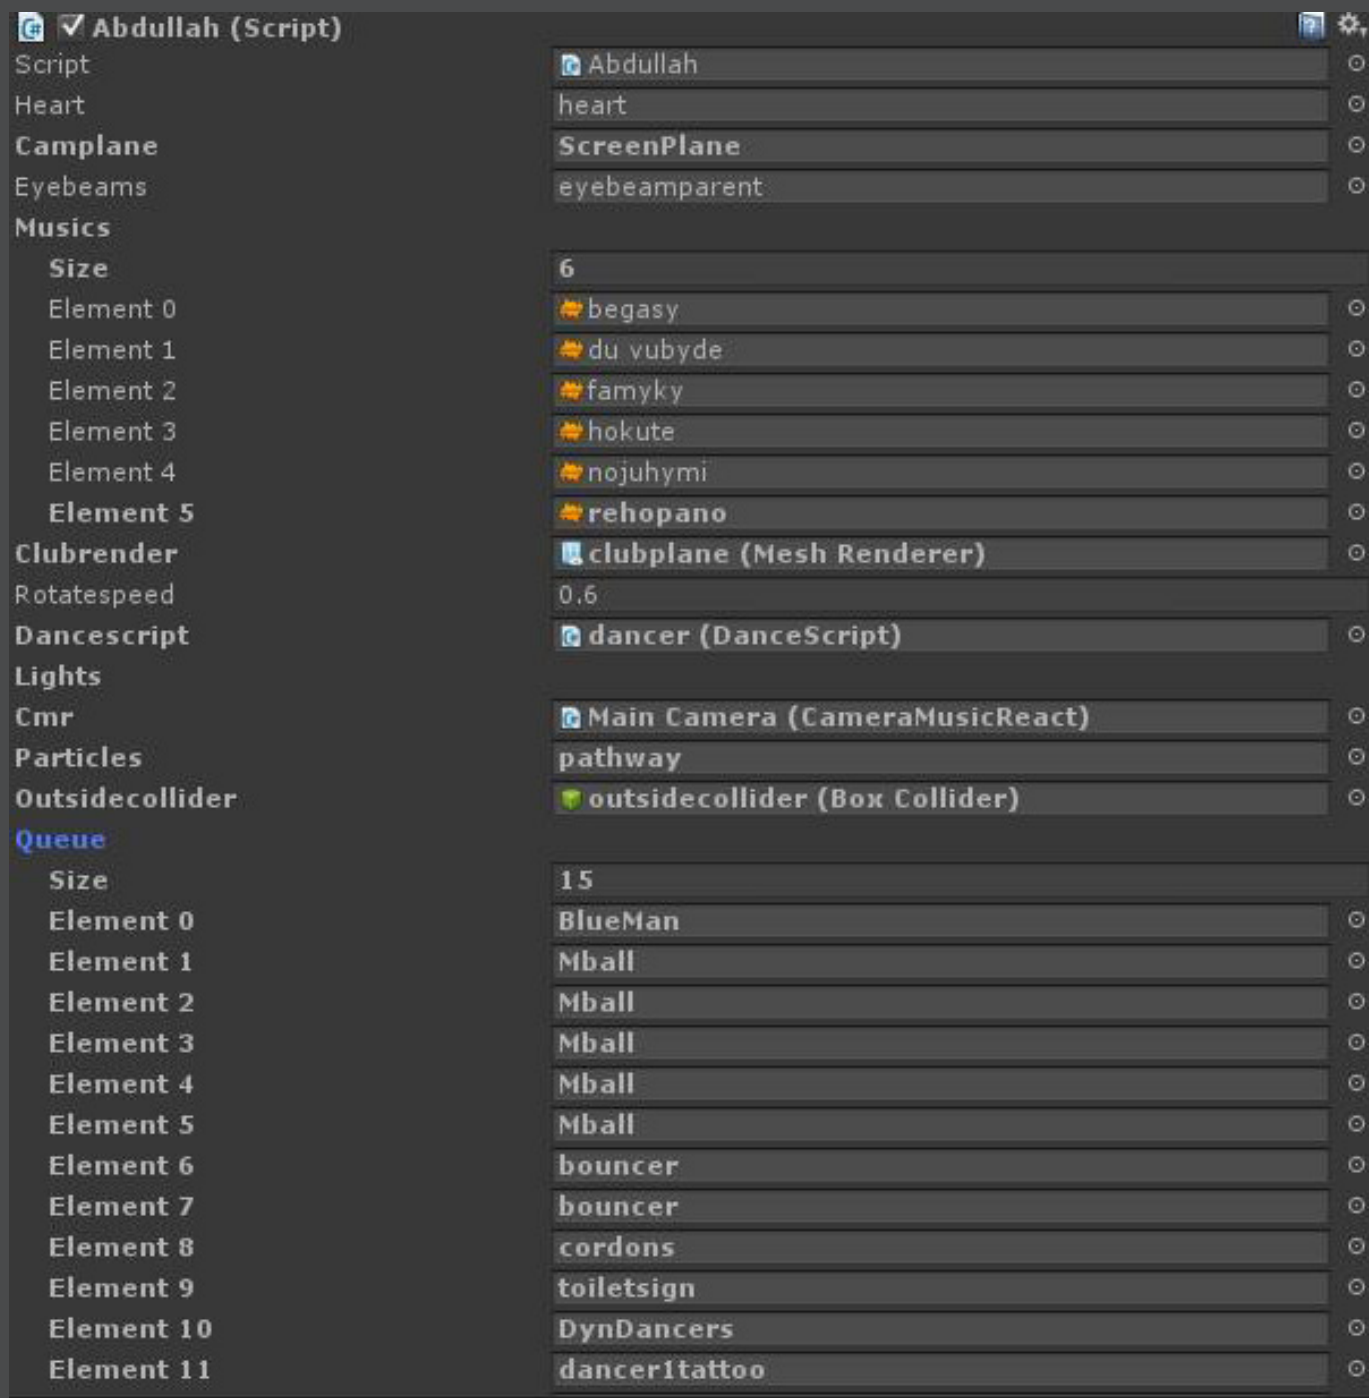 Abdullah (Script)
Script Abdullah
Heart heart
Camplane ScreenPlane
Eyebeams eyebeamparent
Musics
Size 6
Element 0 begasy
Element 1 du vubyde
Element 2 famyky
Element 3 hokute
Element 4 nojuhymi
Element 5 rehopano
Clubrender clubplane (Mesh Renderer)
Rotatespeed 0.6
Dancescript dancer (DanceScript)
Lights
Cmr Main Camera (CameraMusicReact)
Particles pathway
Outsidecollider outsidecollider (Box Collider)
Queue
Size 15
Element 0 BlueMan
Element 1 Mball
Element 2 Mball
Element 3 Mball
Element 4 Mball
Element 5 Mball
Element 6 bouncer
Element 7 bouncer
Element 8 cordons
Element 9 toiletsign
Element 10 DynDancers
Element 11 dancer1tattoo